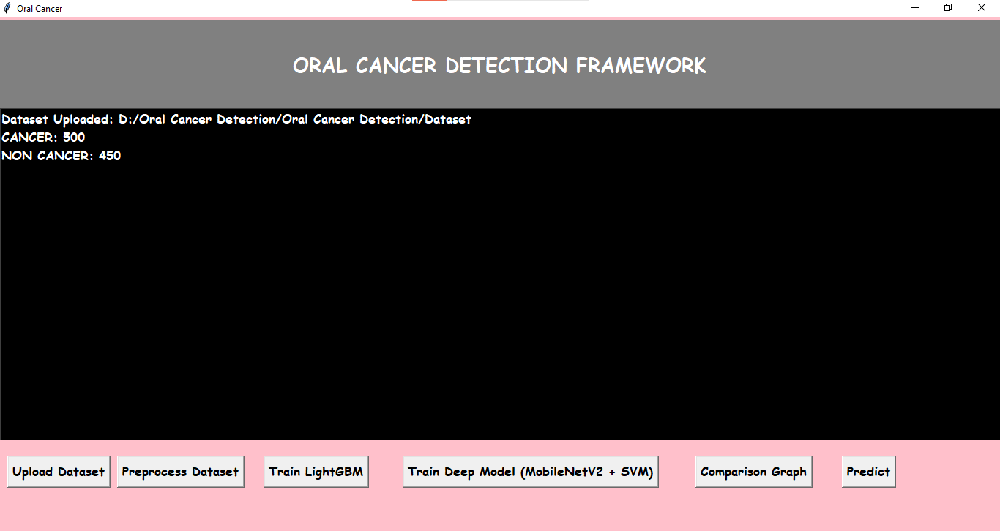 Oral Cancer
ORAL CANCER DETECTION FRAMEWORK
Dataset Uploaded: D:/Oral Cancer Detection/Oral Cancer Detection/Dataset
CANCER: 500
NON CANCER: 450
Upload Dataset
Preprocess Dataset
Train LightGBM
Train Deep Model (MobileNetV2 + SVM)
Comparison Graph
Predict